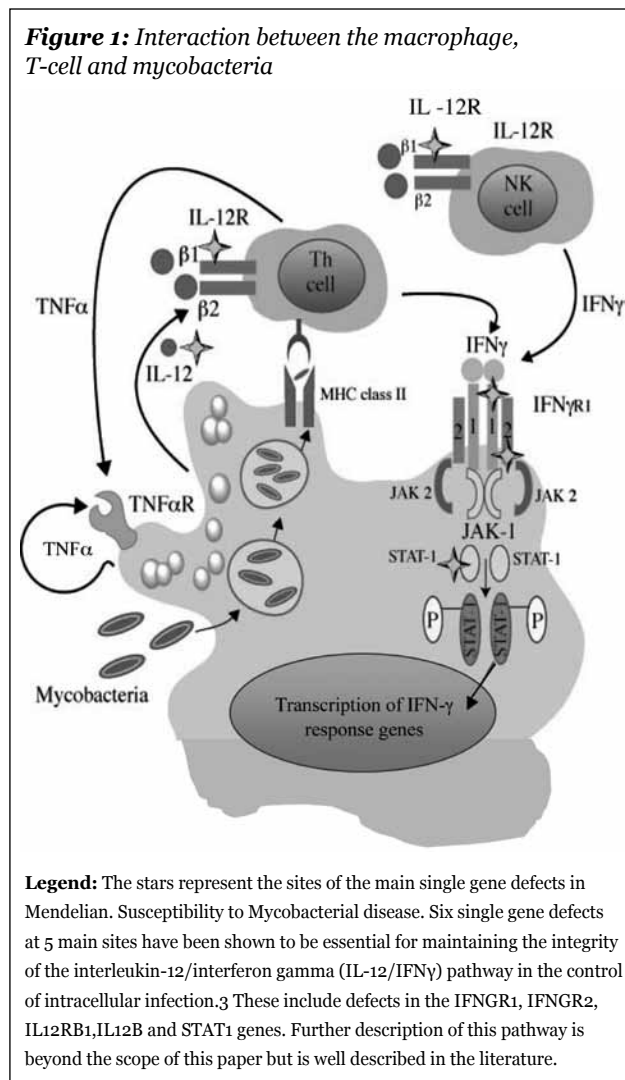 Figure 1: Interaction between the macrophage,
T-cell and mycobacteria
IL -12R
IL-12R
β1
β2
NK
cell
IL-12R
β1
β2
Th
cell
TNFα
IFNγ
IL-12
MHC class II
IFNγ
IFNγR1
2
1
1
2
JAK 2
JAK 2
JAK-1
TNFαR
TNFα
STAT-1
STAT-1
P
STAT-1
STAT-
P
Mycobacteria
Transcription of IFN-γ
response genes
Legend: The stars represent the sites of the main single gene defects in
Mendelian. Susceptibility to Mycobacterial disease. Six single gene defects
at 5 main sites have been shown to be essential for maintaining the integrity
of the interleukin-12/interferon gamma (IL-12/IFNγ) pathway in the control
of intracellular infection.3 These include defects in the IFNGR1, IFNGR2,
IL12RB1,IL12B and STAT1 genes. Further description of this pathway is
beyond the scope of this paper but is well described in the literature.